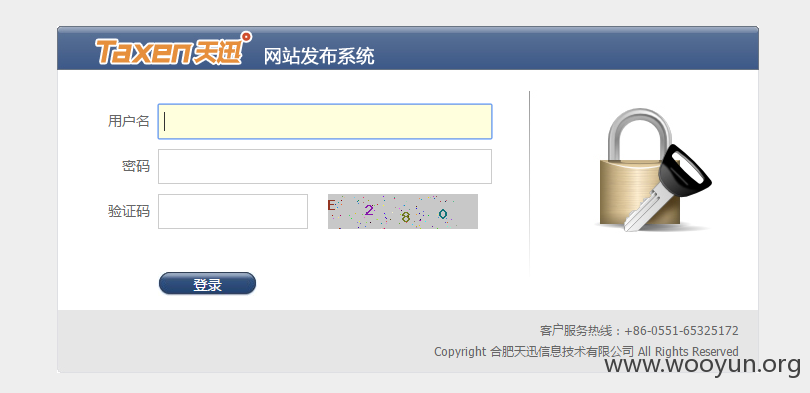 Taxen天迅 网站发布系统
用户名
密码
验证码 E 2 8 0
登录
客户服务热线：+86-0551-65325172
Copyright 合肥天迅信息技术有限公司 All Rights Reserved
www.wooyun.org